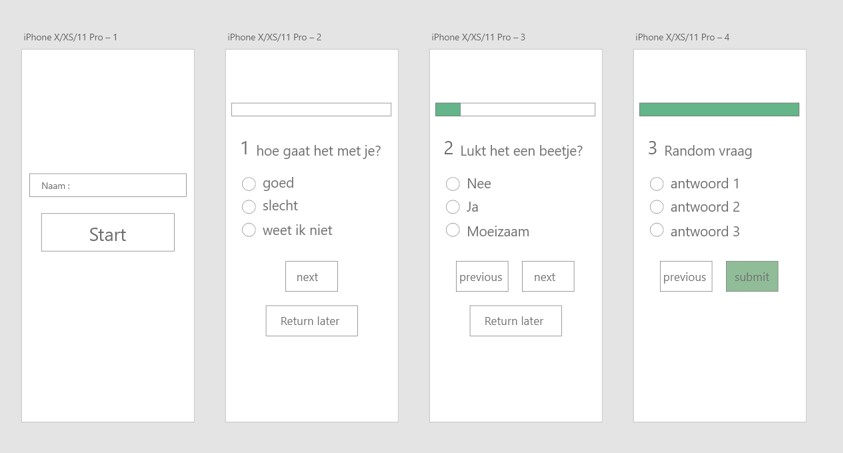 iPhone X/XS/11 Pro – 1
Naam :
Start
iPhone X/XS/11 Pro – 2
1 hoe gaat het met je?
goed
slecht
weet ik niet
next
Return later
iPhone X/XS/11 Pro – 3
2 Lukt het een beetje?
Nee
Ja
Moeizaam
previous
next
Return later
iPhone X/XS/11 Pro – 4
3 Random vraag
antwoord 1
antwoord 2
antwoord 3
previous
submit